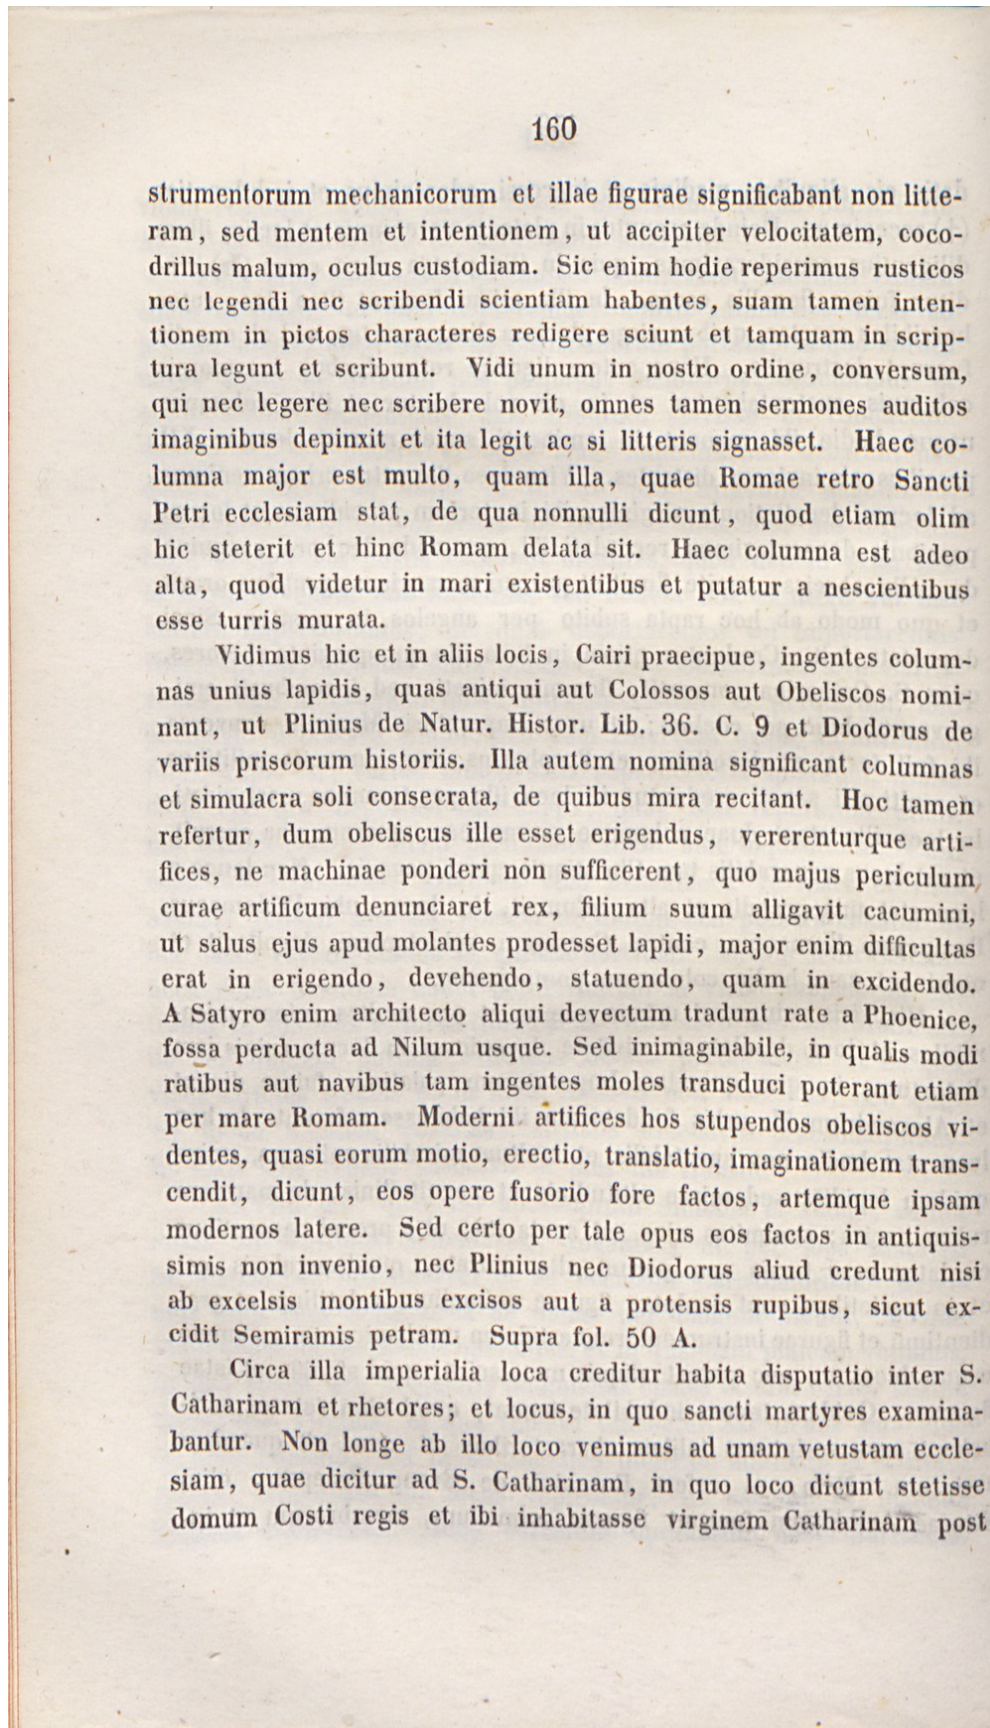 160
strumentorum mechanicorum et illae figurae significabant non litte-
ram, sed mentem et intentionem, ut accipiter velocitatem, coco-
drillus malum, oculus custodiam. Sic enim hodie reperimus rusticos
nec legendi nec scribendi scientiam habentes, suam tamen inten-
tionem in pictos characteres redigere sciunt et tamquam in scrip-
tura legunt et scribunt. Vidi unum in nostro ordine, conversum,
qui nec legere nec scribere novit, omnes tamen sermones auditos
imaginibus depinxit et ita legit ac si litteris signasset. Haec co-
lumna major est multo, quam illa, quae Romae retro Sancti
Petri ecclesiam stat, de qua nonnulli dicunt, quod etiam olim
hic steterit et hinc Romam delata sit. Haec columna est adeo
alta, quod videtur in mari existentibus et putatur a nescientibus
esse turris murata.
Vidimus hic et in aliis locis, Cairi praecipue, ingentes colum-
nas unius lapidis, quas antiqui aut Colossos aut Obeliscos nomi-
nant, ut Plinius de Natur. Histor. Lib. 36. C. 9 et Diodorus de
variis priscorum historiis. Illa autem nomina significant columnas
et simulacra soli consecrata, de quibus mira recitant. Hoc tamen
refertur, dum obeliscus ille esset erigendus, vererenturque arti-
fices, ne machinae ponderi non sufficerent, quo majus periculum
curae artificum denunciaret rex, filium suum alligavit cacumini,
ut salus ejus apud molantes prodesset lapidi, major enim difficultas
erat in erigendo, devehendo, statuendo, quam in excidendo.
A Satyro enim architecto aliqui devectum tradunt rate a Phoenice,
fossa perducta ad Nilum usque. Sed inimaginabile, in qualis modi
ratibus aut navibus tam ingentes moles transduci poterant etiam
per mare Romam. Moderni artifices hos stupendos obeliscos vi-
dentes, quasi eorum motio, erectio, translatio, imaginationem trans-
cendit, dicunt, eos opere fusorio fore factos, artemque ipsam
modernos latere. Sed certo per tale opus eos factos in antiquis-
simis non invenio, nec Plinius nec Diodorus aliud credunt nisi
ab excelsis montibus excisos aut a protensis rupibus, sicut ex-
cidit Semiramis petram. Supra fol. 50 A.
Circa illa imperialia loca creditur habita disputatio inter S.
Catharinam et rhetores; et locus, in quo sancti martyres examina-
bantur. Non longe ab illo loco venimus ad unam vetustam eccle-
siam, quae dicitur ad S. Catharinam, in quo loco dicunt stetisse
domum Costi regis et ibi inhabitasse virginem Catharinam post